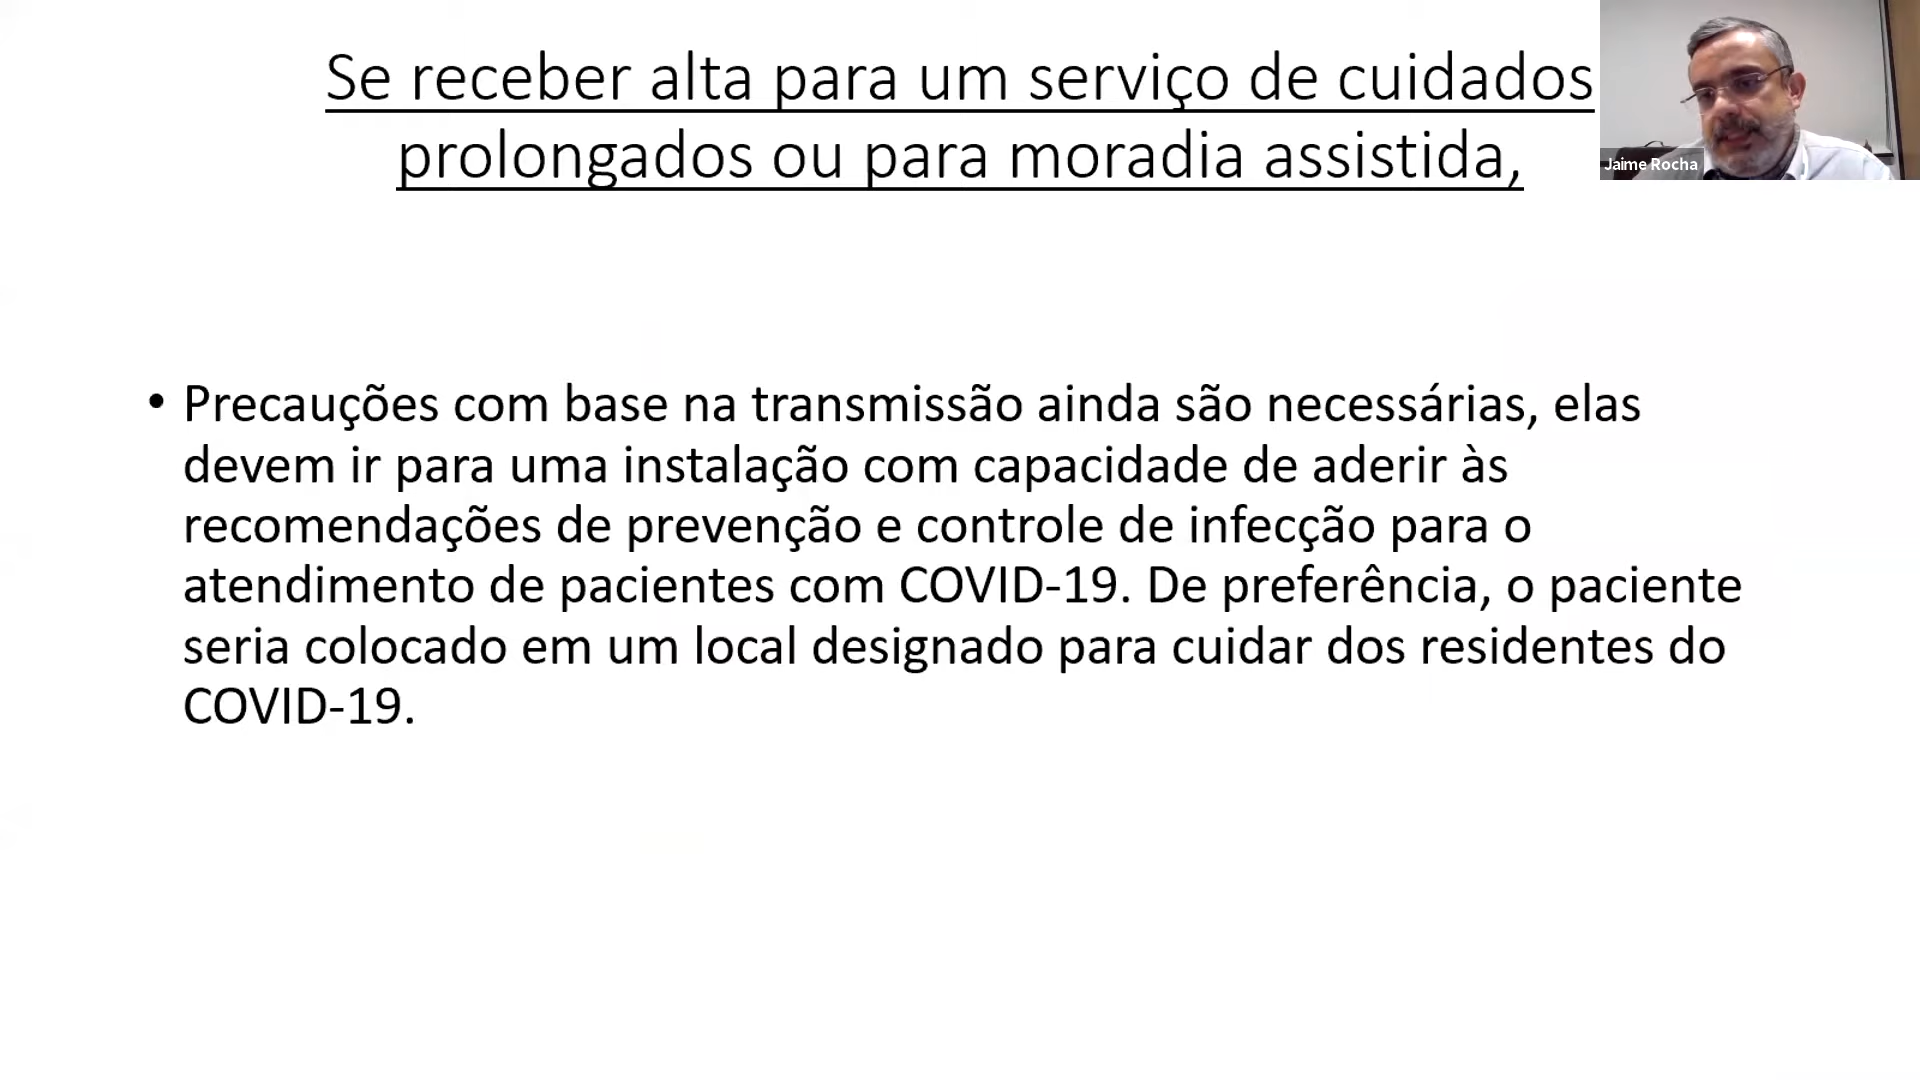 Se receber alta para um serviço de cuidados
prolongados ou para moradia assistida,
Jaime Rocha
• Precauções com base na transmissão ainda são necessárias, elas
devem ir para uma instalação com capacidade de aderir às
recomendações de prevenção e controle de infecção para o
atendimento de pacientes com COVID-19. De preferência, o paciente
seria colocado em um local designado para cuidar dos residentes do
COVID-19.